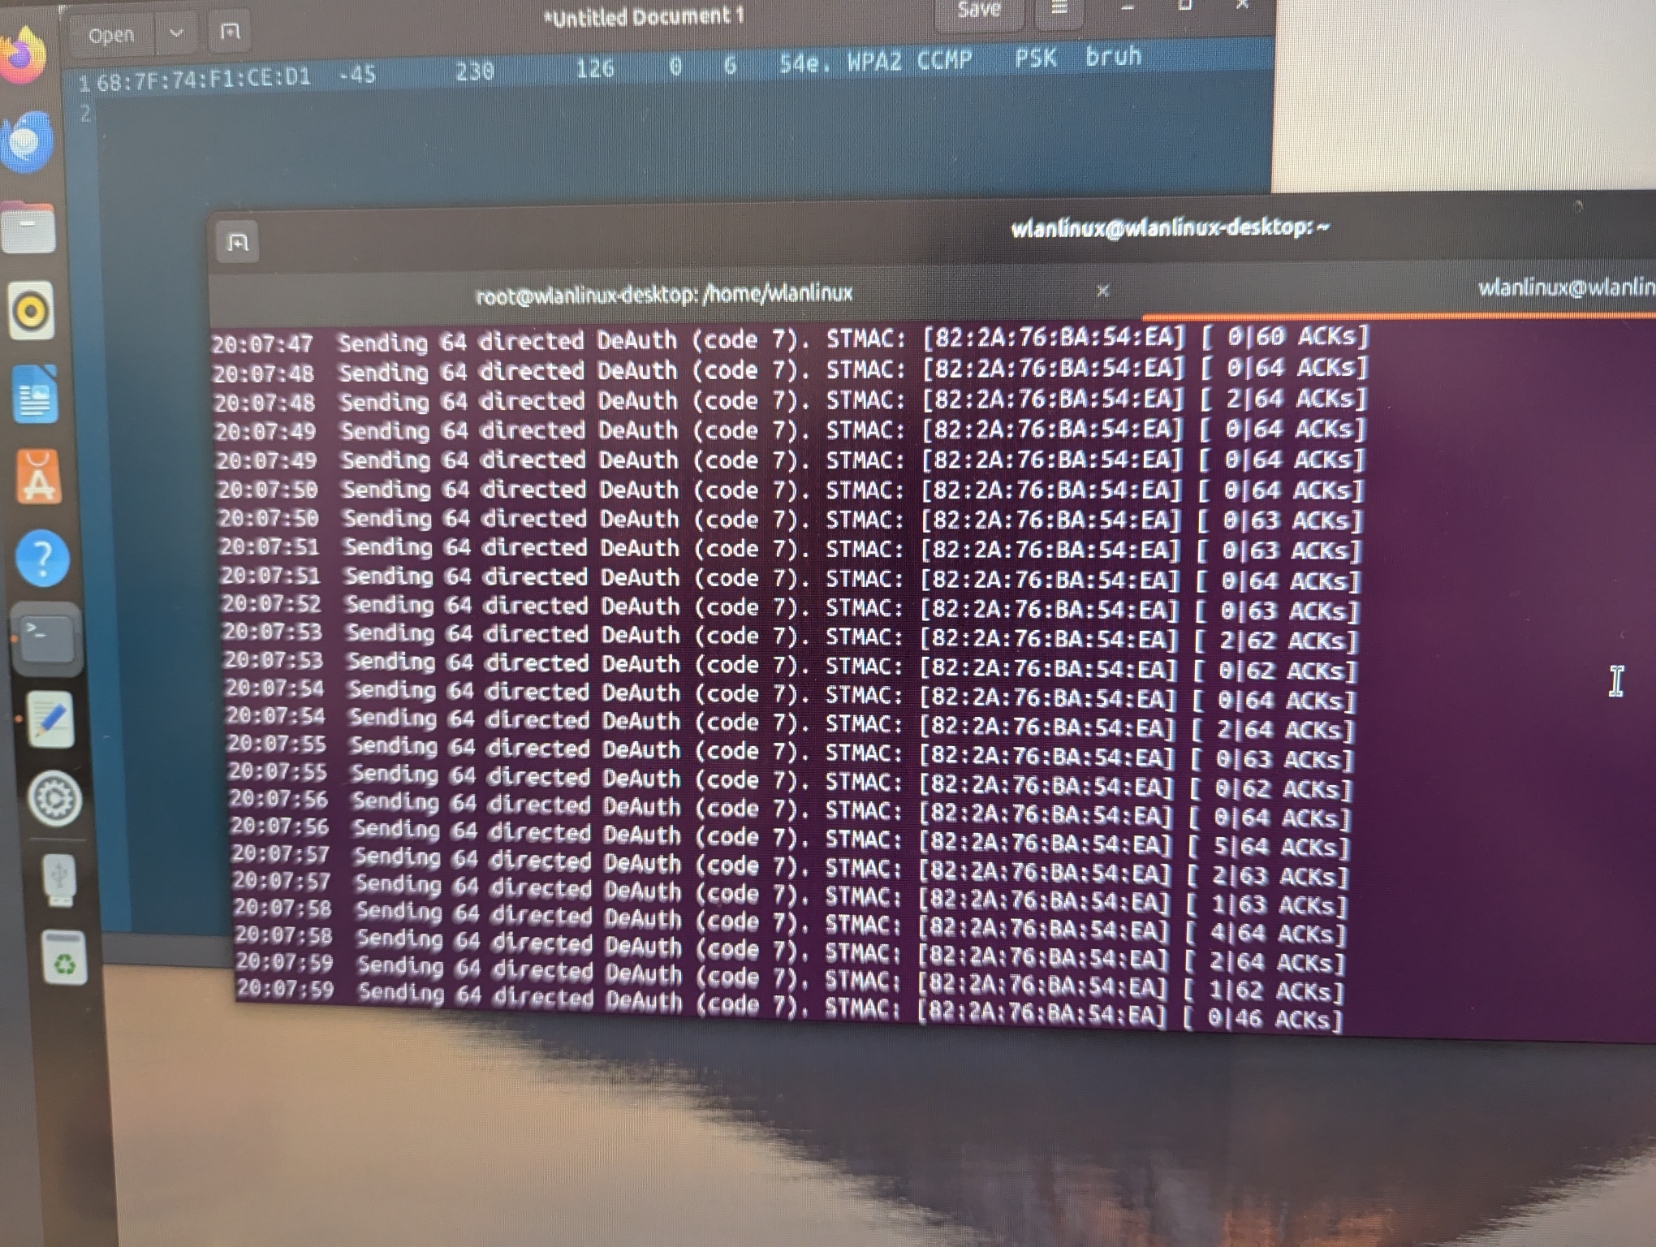 Open
*Untitled Document 1
Save
1 68:7F:74:F1:CE:D1 -45 230 126 0 6 54e. WPA2 CCMP PSK bruh
2
wlanlinux@wlanlinux-desktop: ~
root@wlanlinux-desktop: /home/wlanlinux
wlanlinux@wlanlin
20:07:47 Sending 64 directed DeAuth (code 7). STMAC: [82:2A:76:BA:54:EA] [ 0|60 ACKs]
20:07:48 Sending 64 directed DeAuth (code 7). STMAC: [82:2A:76:BA:54:EA] [ 0|64 ACKs]
20:07:48 Sending 64 directed DeAuth (code 7). STMAC: [82:2A:76:BA:54:EA] [ 2|64 ACKs]
20:07:49 Sending 64 directed DeAuth (code 7). STMAC: [82:2A:76:BA:54:EA] [ 0|64 ACKs]
20:07:49 Sending 64 directed DeAuth (code 7). STMAC: [82:2A:76:BA:54:EA] [ 0|64 ACKs]
20:07:50 Sending 64 directed DeAuth (code 7). STMAC: [82:2A:76:BA:54:EA] [ 0|64 ACKs]
20:07:50 Sending 64 directed DeAuth (code 7). STMAC: [82:2A:76:BA:54:EA] [ 0|63 ACKs]
20:07:51 Sending 64 directed DeAuth (code 7). STMAC: [82:2A:76:BA:54:EA] [ 0|63 ACKs]
20:07:51 Sending 64 directed DeAuth (code 7). STMAC: [82:2A:76:BA:54:EA] [ 0|64 ACKs]
20:07:52 Sending 64 directed DeAuth (code 7). STMAC: [82:2A:76:BA:54:EA] [ 0|63 ACKs]
20:07:53 Sending 64 directed DeAuth (code 7). STMAC: [82:2A:76:BA:54:EA] [ 2|62 ACKs]
20:07:53 Sending 64 directed DeAuth (code 7). STMAC: [82:2A:76:BA:54:EA] [ 0|62 ACKs]
20:07:54 Sending 64 directed DeAuth (code 7). STMAC: [82:2A:76:BA:54:EA] [ 0|64 ACKs]
20:07:54 Sending 64 directed DeAuth (code 7). STMAC: [82:2A:76:BA:54:EA] [ 2|64 ACKs]
20:07:55 Sending 64 directed DeAuth (code 7). STMAC: [82:2A:76:BA:54:EA] [ 0|63 ACKs]
20:07:55 Sending 64 directed DeAuth (code 7). STMAC: [82:2A:76:BA:54:EA] [ 0|62 ACKs]
20:07:56 Sending 64 directed DeAuth (code 7). STMAC: [82:2A:76:BA:54:EA] [ 0|64 ACKs]
20:07:56 Sending 64 directed DeAuth (code 7). STMAC: [82:2A:76:BA:54:EA] [ 5|64 ACKs]
20:07:57 Sending 64 directed DeAuth (code 7). STMAC: [82:2A:76:BA:54:EA] [ 2|63 ACKs]
20:07:57 Sending 64 directed DeAuth (code 7). STMAC: [82:2A:76:BA:54:EA] [ 1|63 ACKs]
20:07:58 Sending 64 directed DeAuth (code 7). STMAC: [82:2A:76:BA:54:EA] [ 4|64 ACKs]
20:07:58 Sending 64 directed DeAuth (code 7). STMAC: [82:2A:76:BA:54:EA] [ 2|64 ACKs]
20:07:59 Sending 64 directed DeAuth (code 7). STMAC: [82:2A:76:BA:54:EA] [ 1|62 ACKs]
20:07:59 Sending 64 directed DeAuth (code 7). STMAC: [82:2A:76:BA:54:EA] [ 0|46 ACKs]